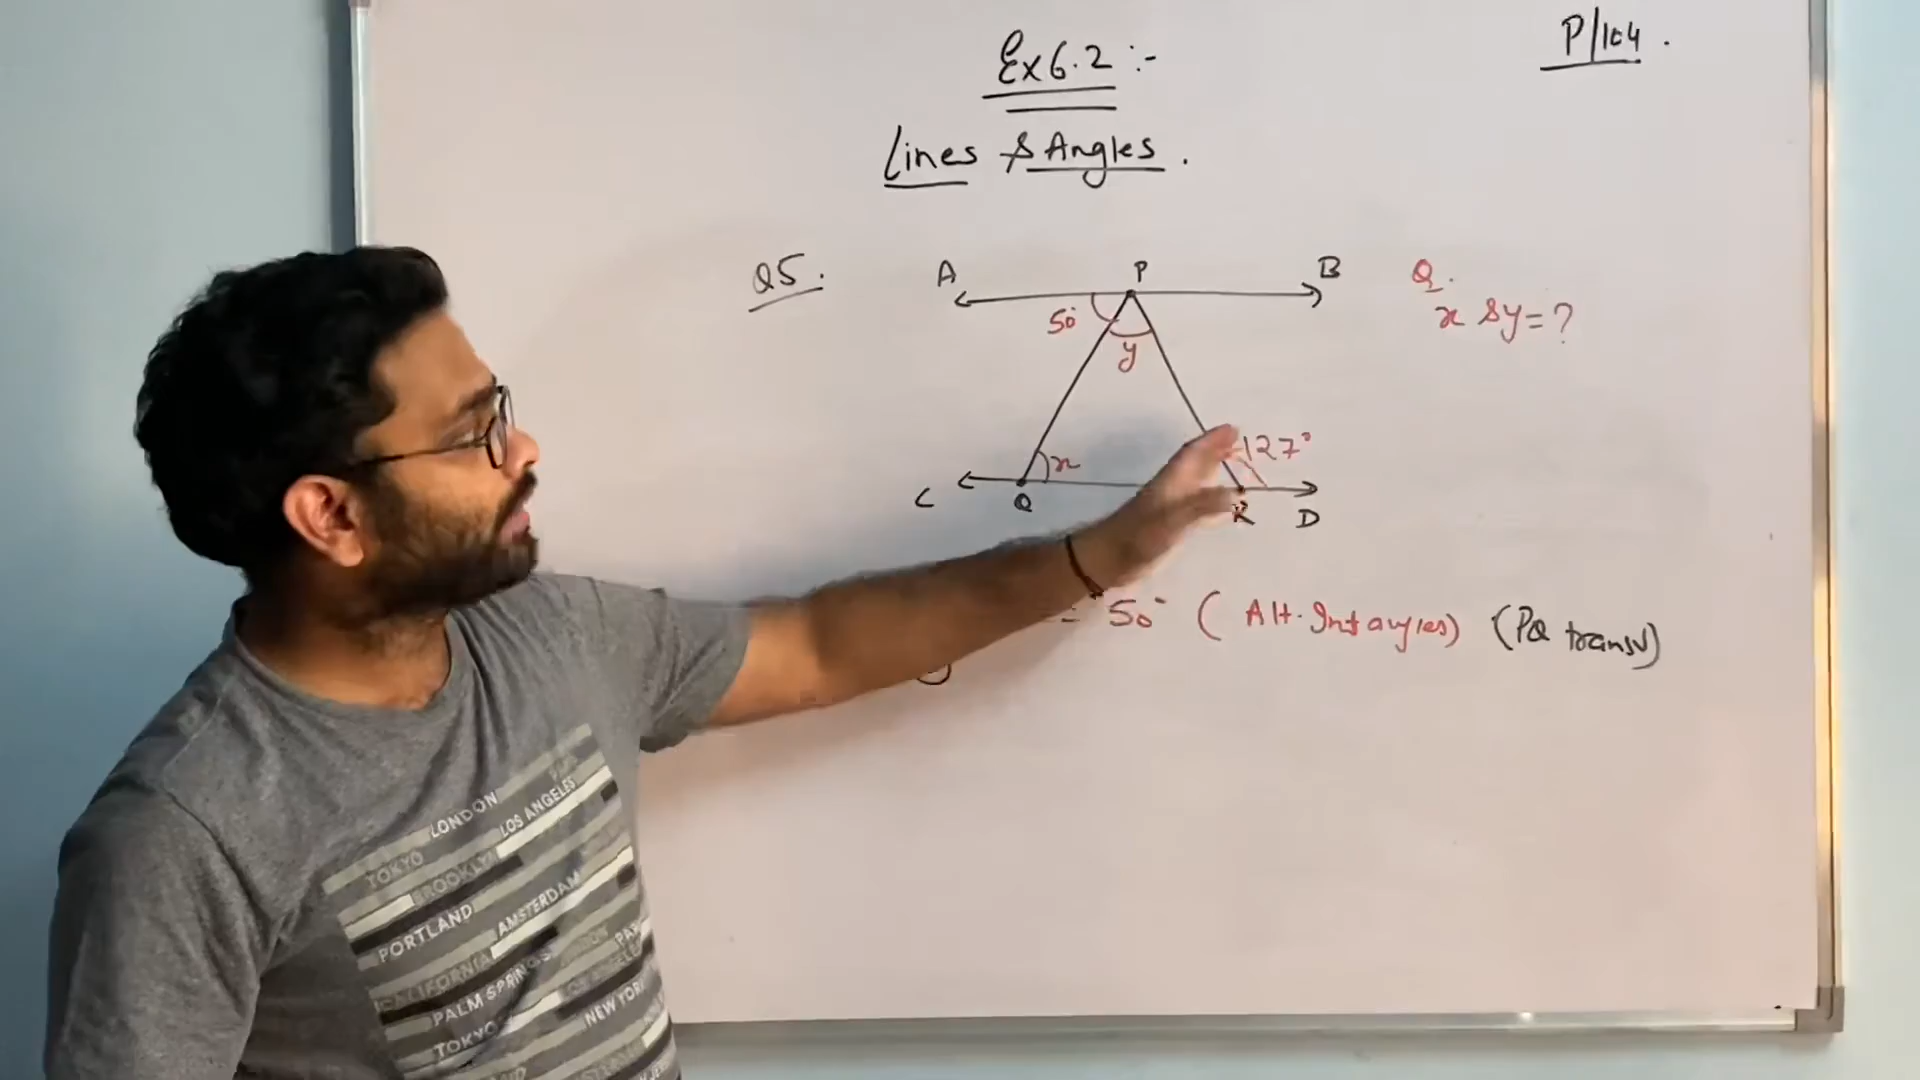 P/104.
Ex 6.2 :-
Lines & Angles.
Q5.
A P B
Q.
x & y = ?
50°
y
127°
x
C Q R D
= 50° (Alt. Int angles) (PQ transv)
LONDON
LOS ANGELES
TOKYO
BROOKLYN
PORTLAND
AMSTERDAM
CALIFORNIA
PALM SPRINGS
NEW YORK
TOKYO